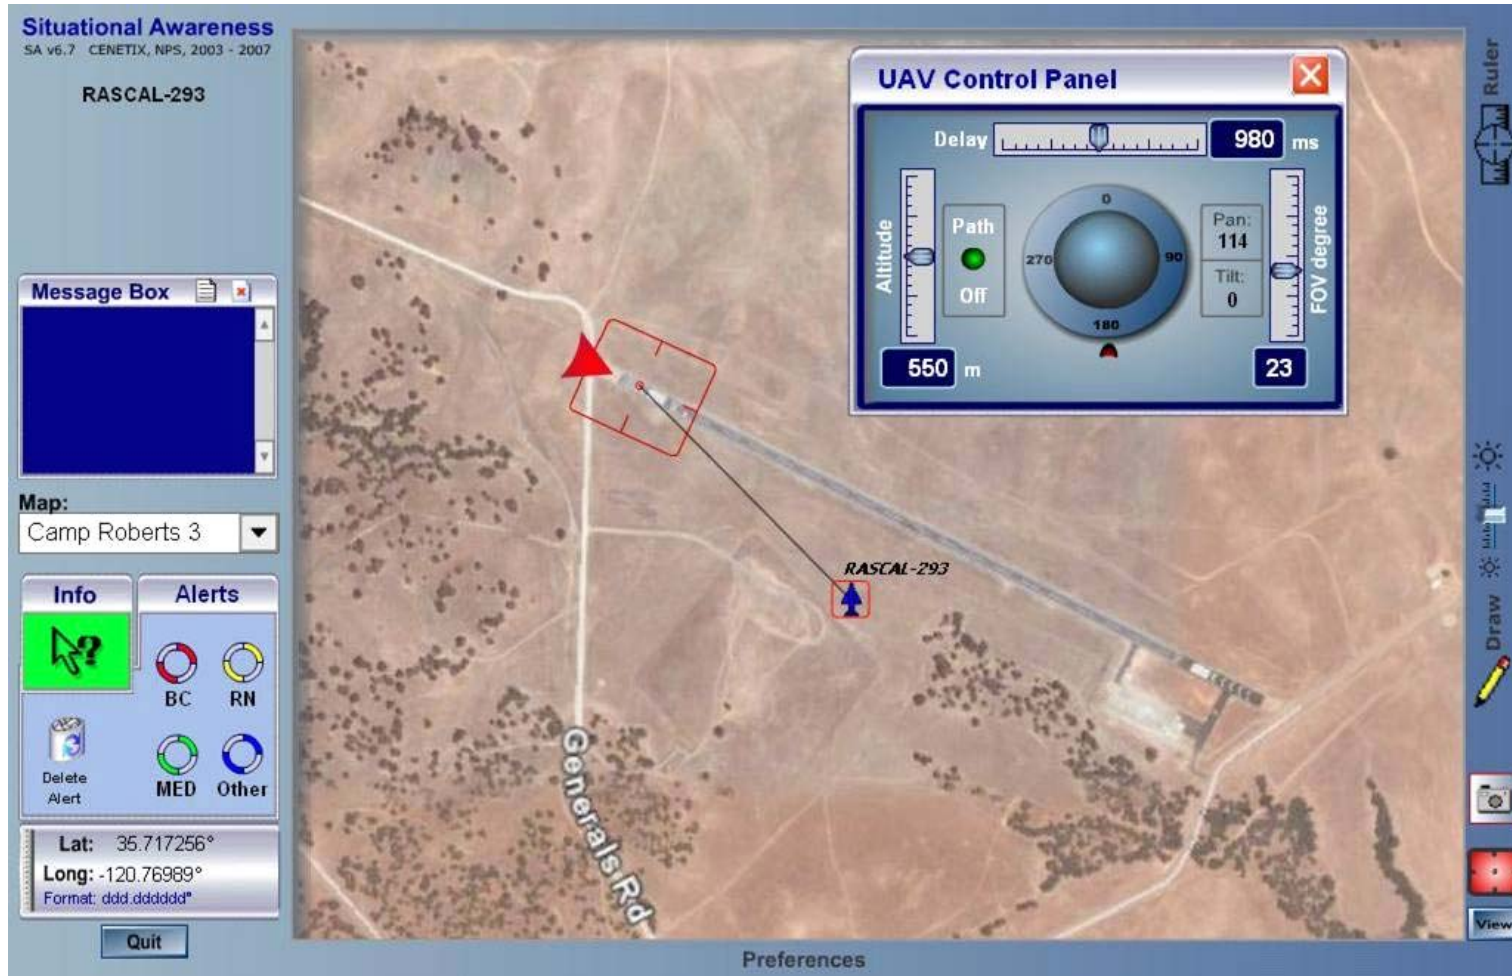 Situational Awareness
SA v6.7 CENETIX, NPS, 2003 - 2007
RASCAL-293
Message Box
Map:
Camp Roberts 3
Info
Alerts
?
BC
RN
Delete
Alert
MED
Other
Lat: 35.717256°
Long: -120.76989°
Format: ddd.dddddd°
Quit
RASCAL-293
Generals Rd
UAV Control Panel
Delay
980 ms
Altitude
Path
Off
0
90
180
270
Pan:
114
Tilt:
0
FOV degree
550 m
23
Ruler
Draw
View
Preferences